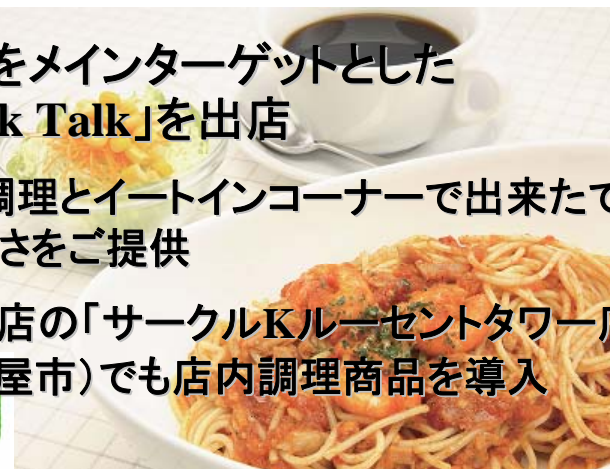 をメインターゲットとした
k Talk」を出店
調理とイートインコーナーで出来たて
さをご提供
店の「サークルKルーセントタワー店
屋市）でも店内調理商品を導入